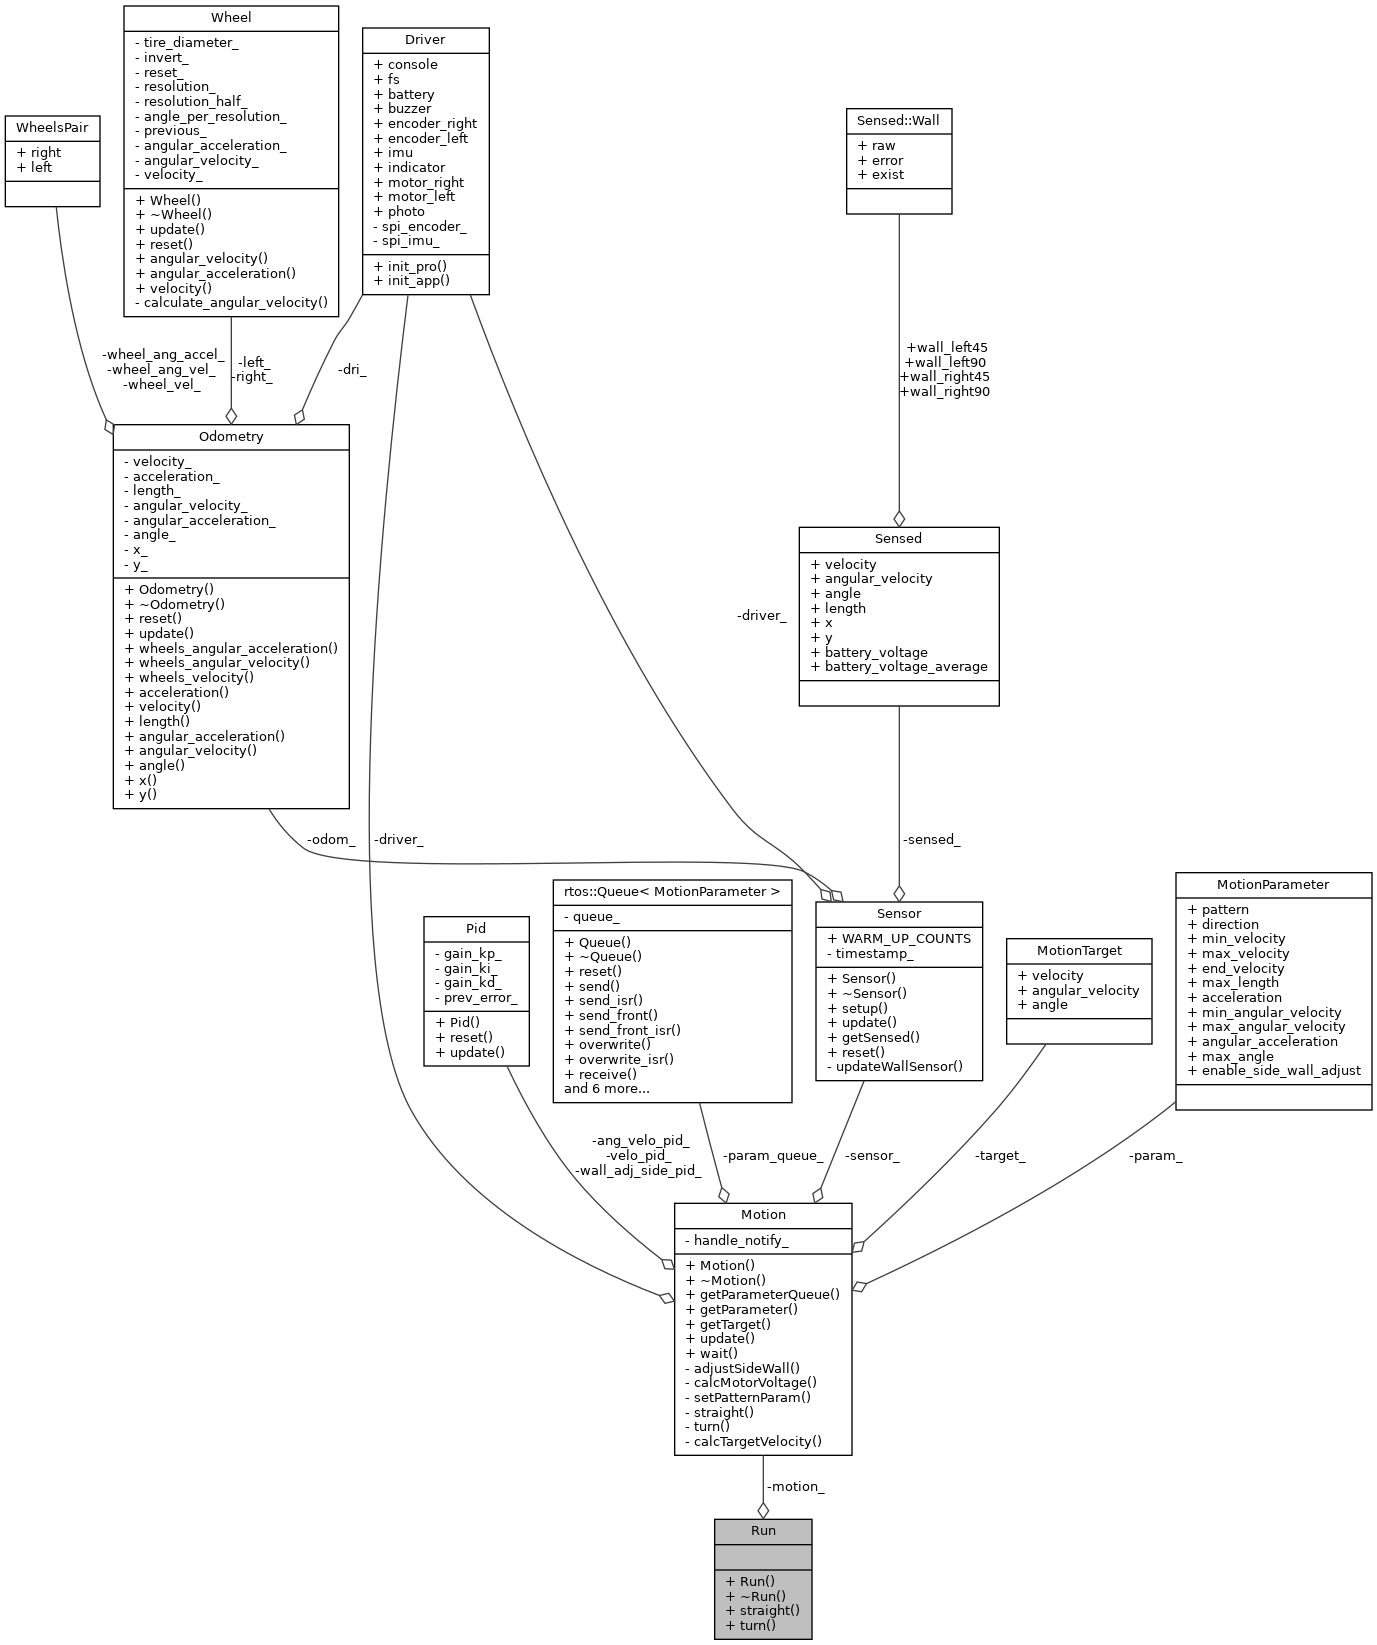 Wheel
- tire_diameter_
- invert_
- reset_
- resolution_
- resolution_half_
- angle_per_resolution_
- previous_
- angular_acceleration_
- angular_velocity_
- velocity_
+ Wheel()
+ ~Wheel()
+ update()
+ reset()
+ angular_velocity()
+ angular_acceleration()
+ velocity()
- calculate_angular_velocity()
Driver
+ console
+ fs
+ battery
+ buzzer
+ encoder_right
+ encoder_left
+ imu
+ indicator
+ motor_right
+ motor_left
+ photo
- spi_encoder_
- spi_imu_
+ init_pro()
+ init_app()
WheelsPair
+ right
+ left
Sensed::Wall
+ raw
+ error
+ exist
-wheel_ang_accel_
-wheel_ang_vel_
-wheel_vel_
-left_
-right_
-dri_
+wall_left45
+wall_left90
+wall_right45
+wall_right90
Odometry
- velocity_
- acceleration_
- length_
- angular_velocity_
- angular_acceleration_
- angle_
- x_
- y_
+ Odometry()
+ ~Odometry()
+ reset()
+ update()
+ wheels_angular_acceleration()
+ wheels_angular_velocity()
+ wheels_velocity()
+ acceleration()
+ velocity()
+ length()
+ angular_acceleration()
+ angular_velocity()
+ angle()
+ x()
+ y()
-driver_
Sensed
+ velocity
+ angular_velocity
+ angle
+ length
+ x
+ y
+ battery_voltage
+ battery_voltage_average
-odom_
-driver_
-sensed_
Pid
- gain_kp_
- gain_ki_
- gain_kd_
- prev_error_
+ Pid()
+ reset()
+ update()
rtos::Queue< MotionParameter >
- queue_
+ Queue()
+ ~Queue()
+ reset()
+ send()
+ send_isr()
+ send_front()
+ send_front_isr()
+ overwrite()
+ overwrite_isr()
+ receive()
and 6 more...
Sensor
+ WARM_UP_COUNTS
- timestamp_
+ Sensor()
+ ~Sensor()
+ setup()
+ update()
+ getSensed()
+ reset()
- updateWallSensor()
MotionTarget
+ velocity
+ angular_velocity
+ angle
MotionParameter
+ pattern
+ direction
+ min_velocity
+ max_velocity
+ end_velocity
+ max_length
+ acceleration
+ min_angular_velocity
+ max_angular_velocity
+ angular_acceleration
+ max_angle
+ enable_side_wall_adjust
-ang_velo_pid_
-velo_pid_
-wall_adj_side_pid_
-param_queue_
-sensor_
-target_
-param_
Motion
- handle_notify_
+ Motion()
+ ~Motion()
+ getParameterQueue()
+ getParameter()
+ getTarget()
+ update()
+ wait()
- adjustSideWall()
- calcMotorVoltage()
- setPatternParam()
- straight()
- turn()
- calcTargetVelocity()
-motion_
Run
+ Run()
+ ~Run()
+ straight()
+ turn()